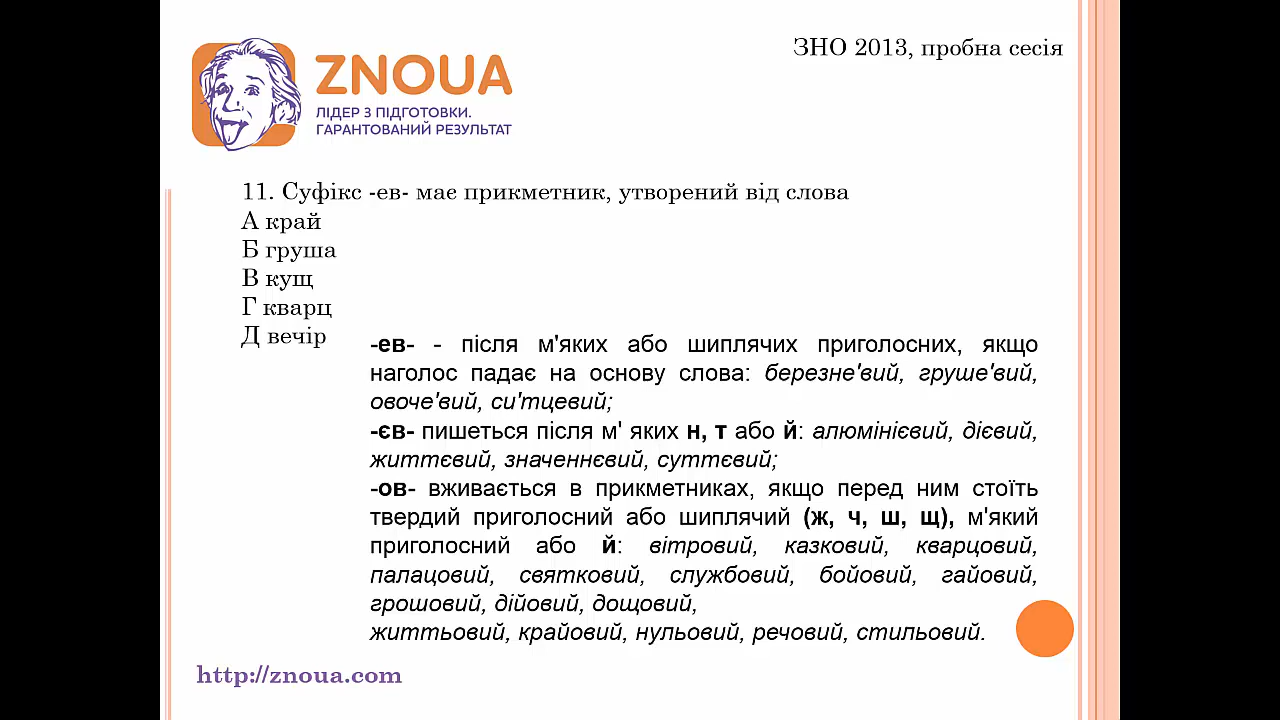 ЗНО 2013, пробна сесія
ZNOUA
ЛІДЕР З ПІДГОТОВКИ.
ГАРАНТОВАНИЙ РЕЗУЛЬТАТ
11. Суфікс -ев- має прикметник, утворений від слова
А край
Б груша
В кущ
Г кварц
Д вечір
-ев- - після м'яких або шиплячих приголосних, якщо
наголос падає на основу слова: березне'вий, груше'вий,
овоче'вий, си'тцевий;
-єв- пишеться після м' яких н, т або й: алюмінієвий, дієвий,
життєвий, значеннєвий, суттєвий;
-ов- вживається в прикметниках, якщо перед ним стоїть
твердий приголосний або шиплячий (ж, ч, ш, щ), м'який
приголосний або й: вітровий, казковий, кварцовий,
палацовий, святковий, службовий, бойовий, гайовий,
грошовий, дійовий, дощовий,
життьовий, крайовий, нульовий, речовий, стильовий.
http://znoua.com